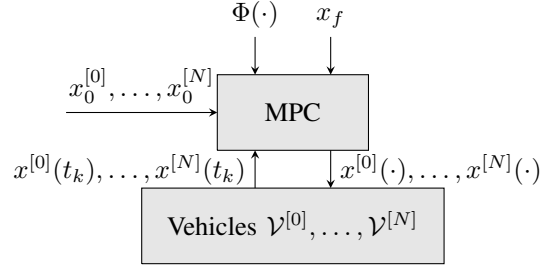 Φ(·) x_f
x_0^{[0]}, . . . , x_0^{[N]}
MPC
x^{[0]}(t_k), . . . , x^{[N]}(t_k) x^{[0]}(·), . . . , x^{[N]}(·)
Vehicles 𝒱^{[0]}, . . . , 𝒱^{[N]}